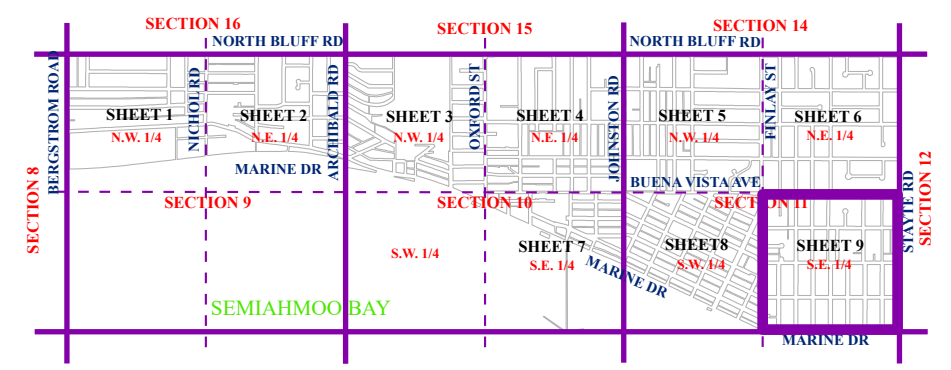 SECTION 16
SECTION 15
SECTION 14
NORTH BLUFF RD
NORTH BLUFF RD
BERGSTROM ROAD
NICHOL RD
ARCHIBALD RD
OXFORD ST
JOHNSTON RD
FINLAY ST
SHEET 1
N.W. 1/4
SHEET 2
N.E. 1/4
SHEET 3
N.W. 1/4
SHEET 4
N.E. 1/4
SHEET 5
N.W. 1/4
SHEET 6
N.E. 1/4
MARINE DR
BUENA VISTA AVE
SECTION 8
SECTION 9
SECTION 10
SECTION 11
STAYTE RD
SECTION 12
S.W. 1/4
SHEET 7
S.E. 1/4
SHEET8
S.W. 1/4
SHEET 9
S.E. 1/4
MARINE DR
SEMIAHMOO BAY
MARINE DR